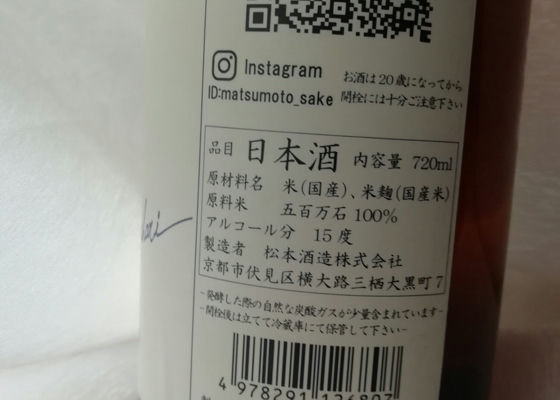 Instagram
ID:matsumoto_sake
お酒は20歳になってから
開栓には十分ご注意下さい
品目 日本酒 内容量 720ml
原材料名 米(国産)、米麹(国産米)
原料米 五百万石100%
アルコール分 15度
製造者 松本酒造株式会社
京都市伏見区横大路三栖大黒町7
-発酵した際の自然な炭酸ガスが少量含まれています-
-開栓後は立てて冷蔵庫にて保管して下さい-